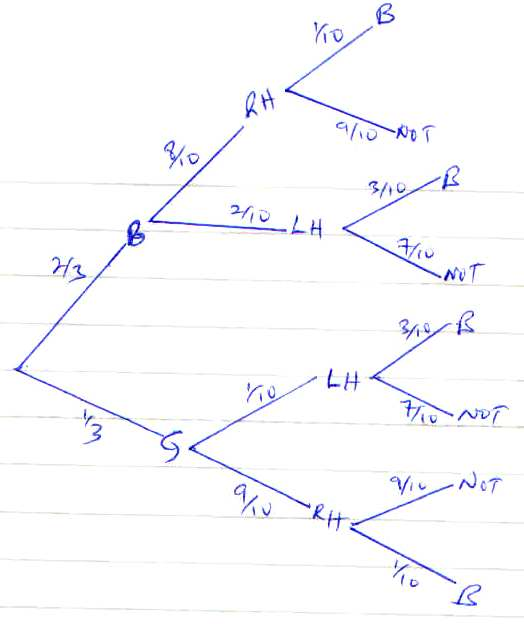 1/10 B
RH
9/10 NOT
8/10
3/10 B
B 2/10 LH
7/10 NOT
2/3
3/10 B
1/10 LH
7/10 NOT
1/3
G
9/10 NOT
9/10 RH
1/10 B